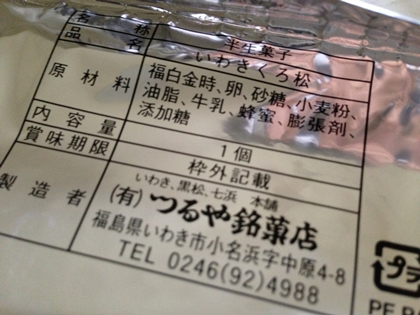 名称 半生菓子
品名 いわきくろ松
原材料 福白金時、卵、砂糖、小麦粉、
油脂、牛乳、蜂蜜、膨張剤、
添加糖
内容量 1個
賞味期限 枠外記載
製造者 いわき、黒松、七浜 本舗
(有)つるや銘菓店
福島県いわき市小名浜字中原4-8
TEL 0246(92)4988
プラ